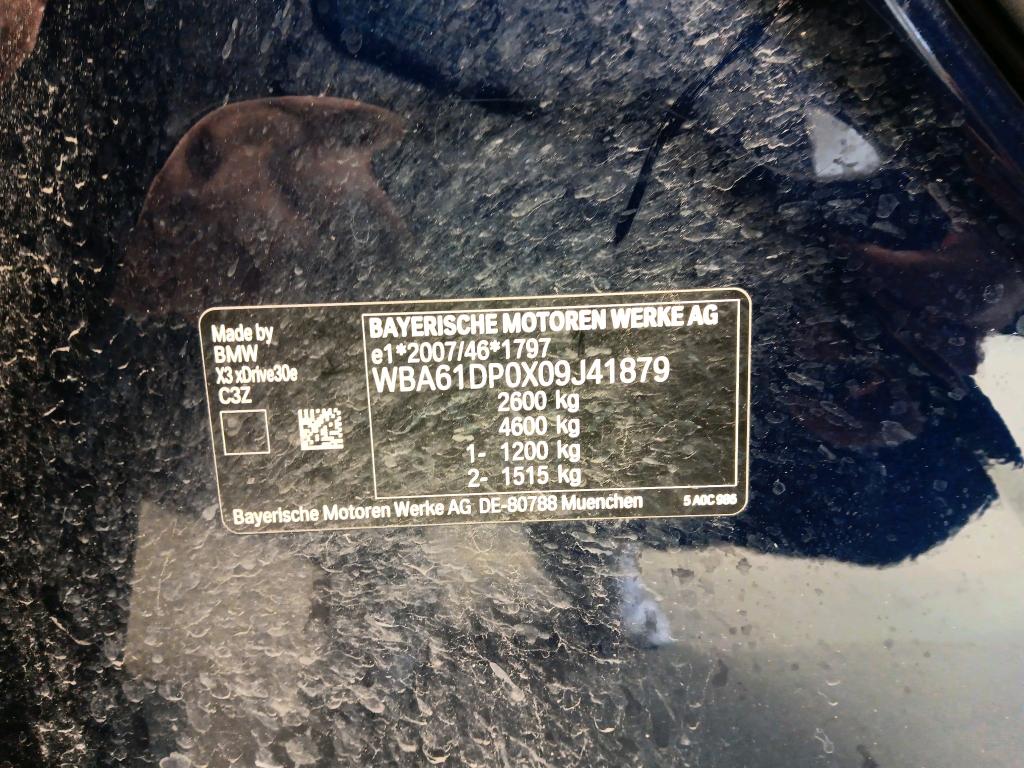 Made by
BMW
X3 xDrive30e
C3Z
BAYERISCHE MOTOREN WERKE AG
e1*2007/46*1797
WBA61DP0X09J41879
2600 kg
4600 kg
1- 1200 kg
2- 1515 kg
Bayerische Motoren Werke AG DE-80788 Muenchen 5 A0C 986